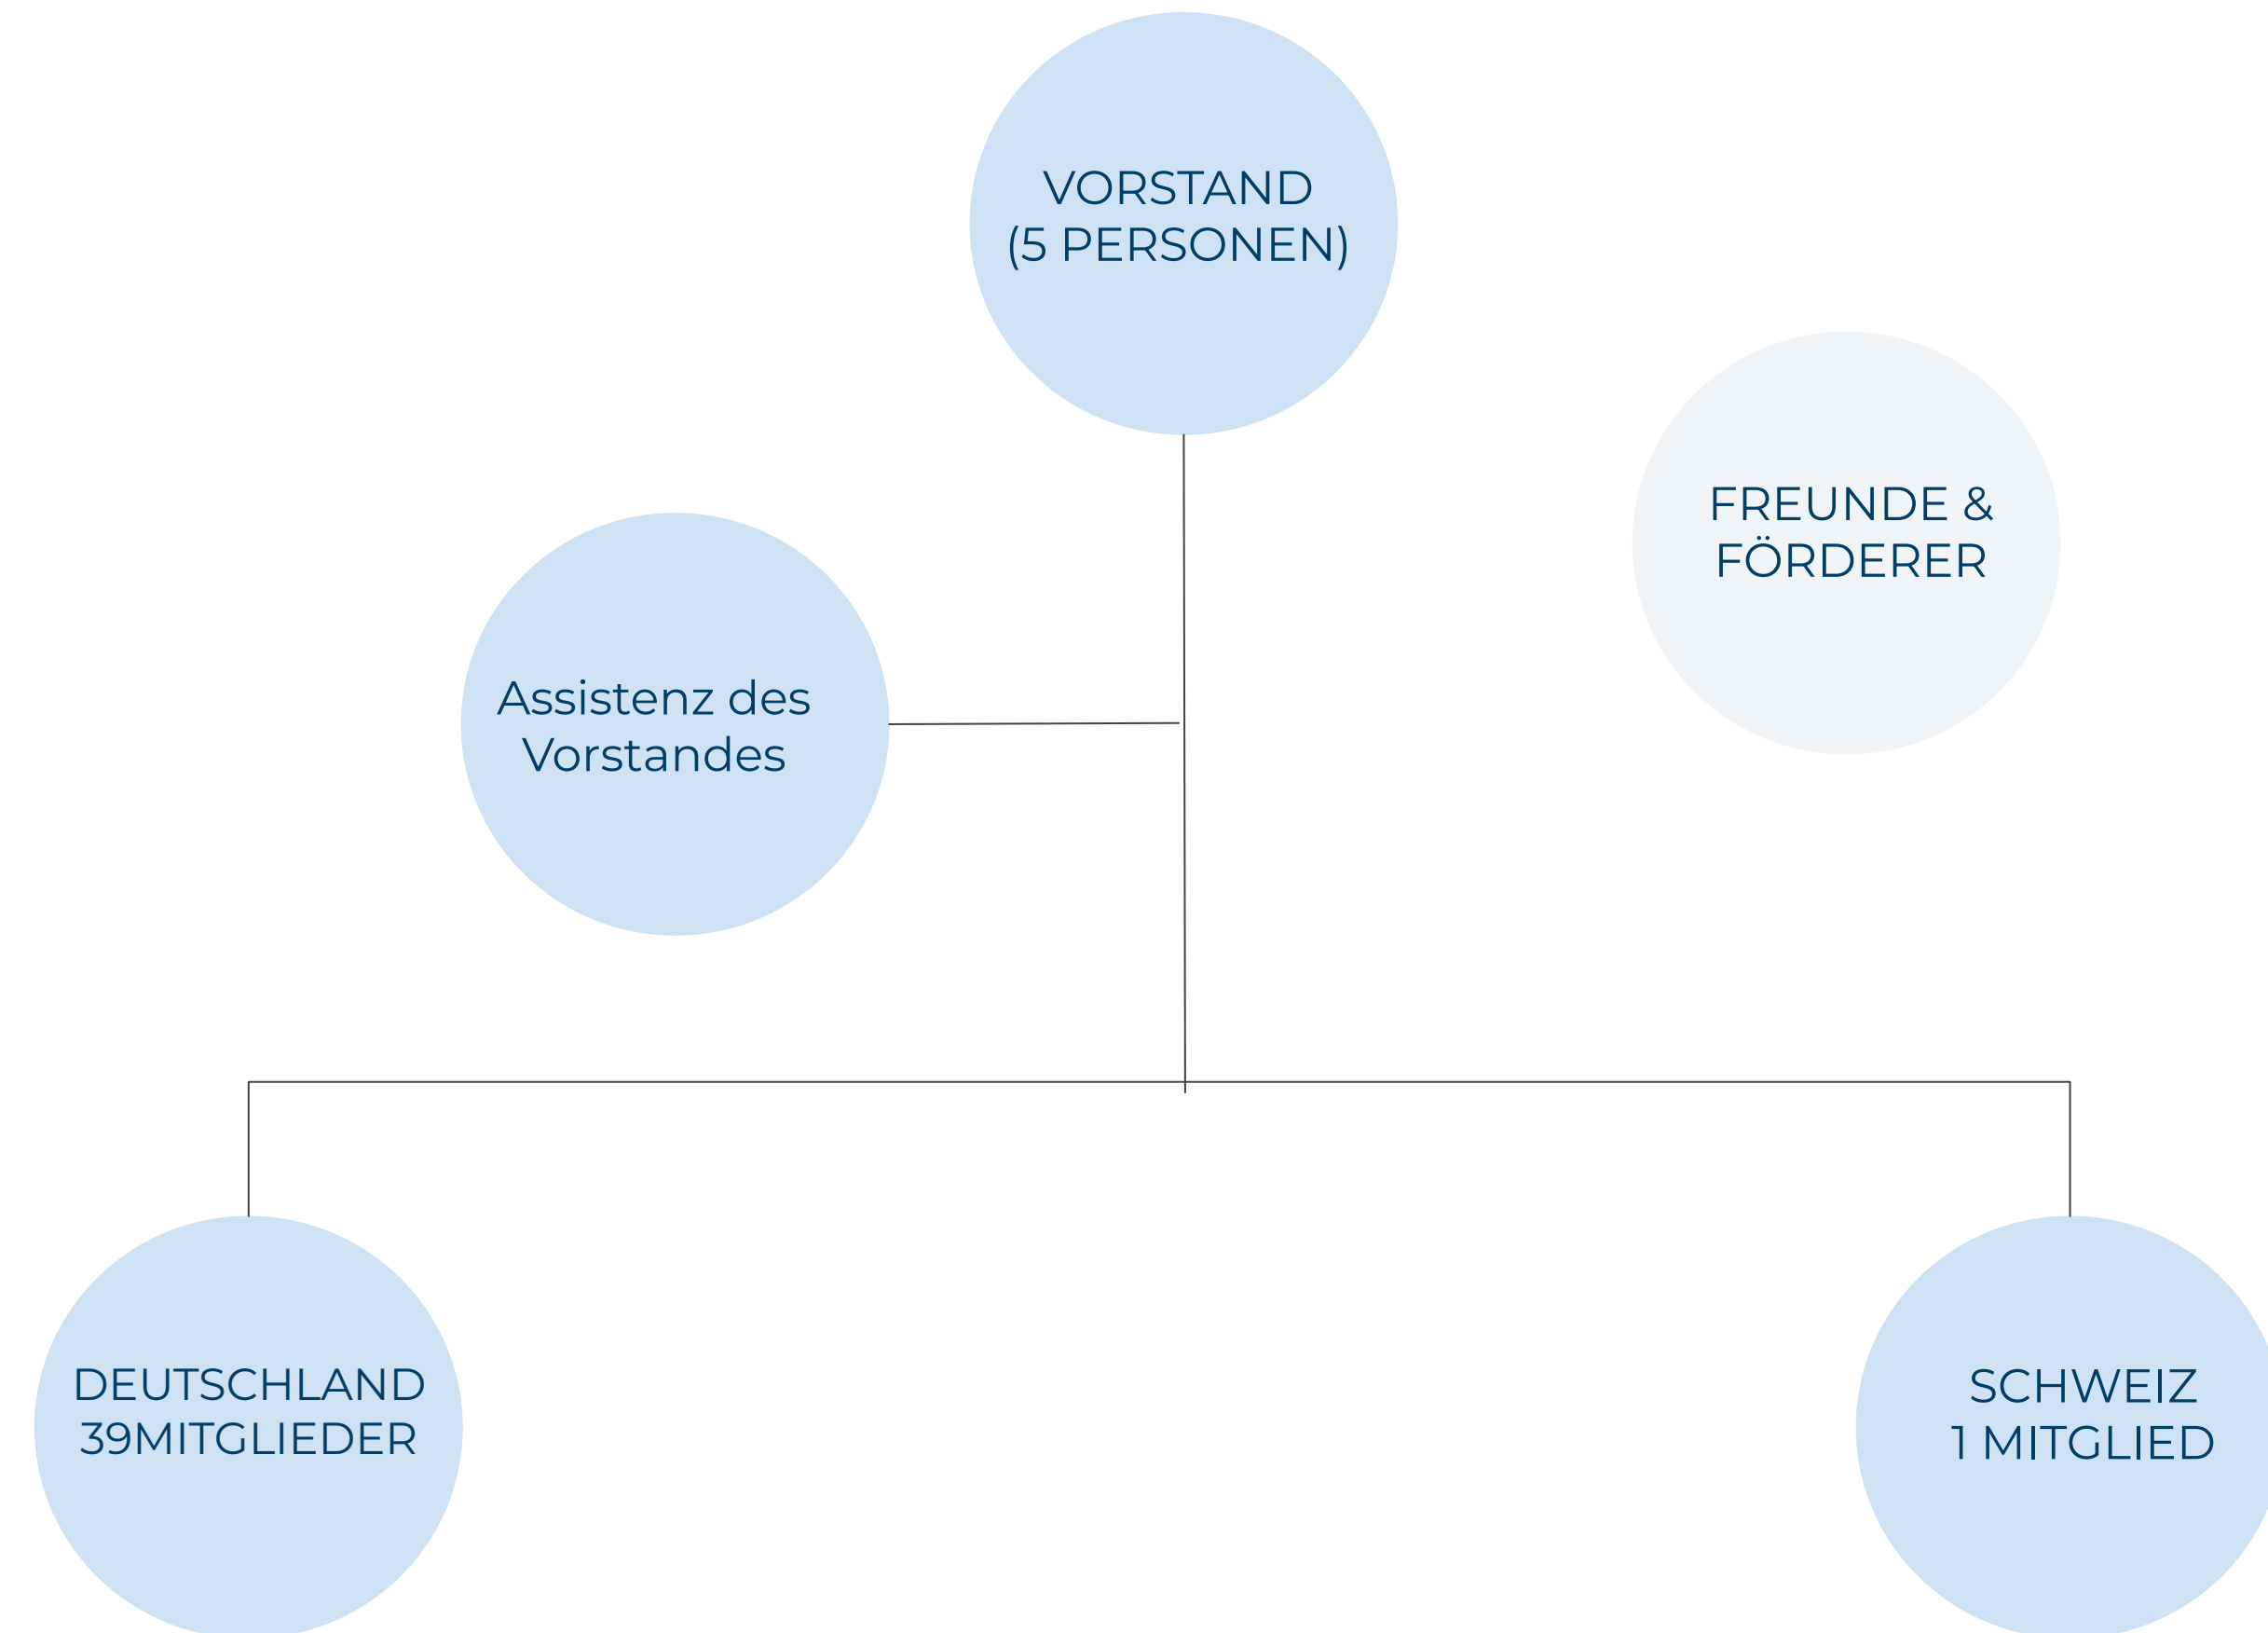 VORSTAND
(5 PERSONEN)
FREUNDE &
FÖRDERER
Assistenz des
Vorstandes
DEUTSCHLAND
39MITGLIEDER
SCHWEIZ
1 MITGLIED